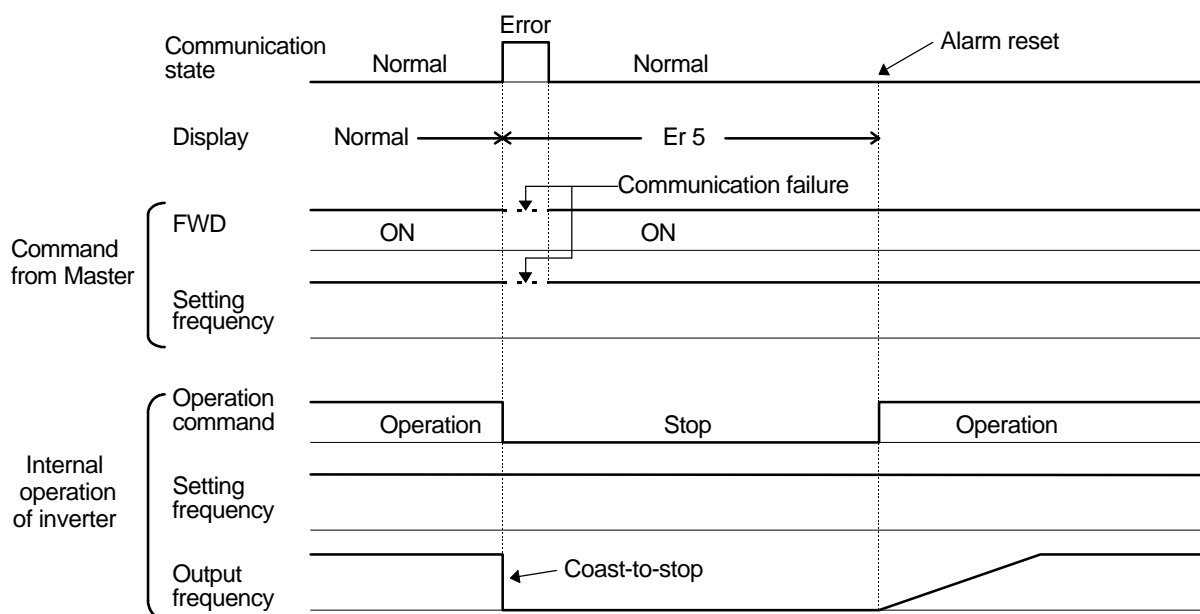 Error
Communication
state
Normal
Normal
Alarm reset
Display
Normal
Er 5
Communication failure
Command
from Master
FWD
ON
ON
Setting
frequency
Internal
operation
of inverter
Operation
command
Operation
Stop
Operation
Setting
frequency
Output
frequency
Coast-to-stop